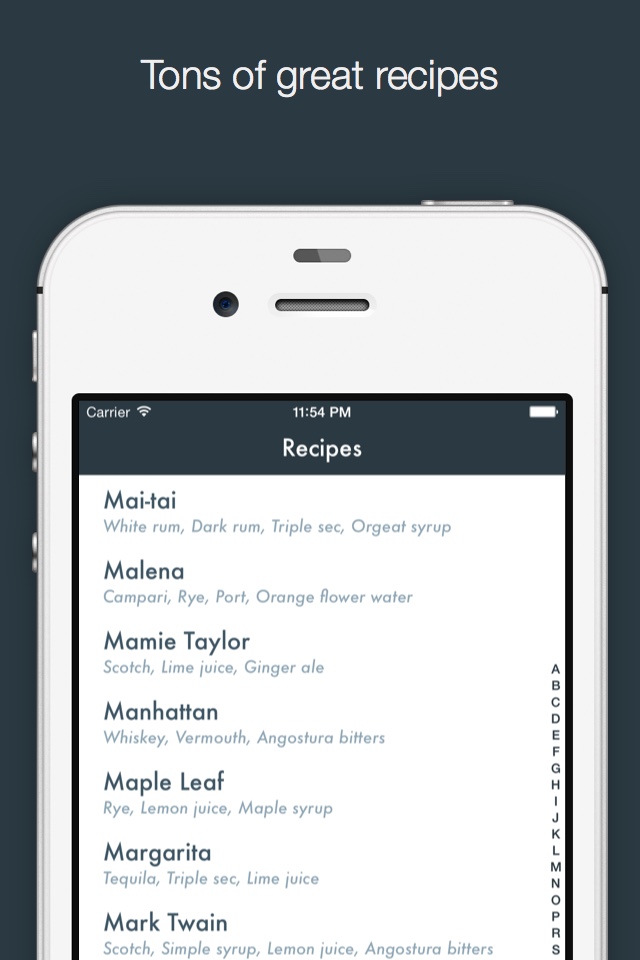 Tons of great recipes
Carrier 11:54 PM
Recipes
Mai-tai
White rum, Dark rum, Triple sec, Orgeat syrup
Malena
Campari, Rye, Port, Orange flower water
Mamie Taylor
Scotch, Lime juice, Ginger ale
Manhattan
Whiskey, Vermouth, Angostura bitters
Maple Leaf
Rye, Lemon juice, Maple syrup
Margarita
Tequila, Triple sec, Lime juice
Mark Twain
Scotch, Simple syrup, Lemon juice, Angostura bitters
A
B
C
D
E
F
G
H
I
J
K
L
M
N
O
P
R
S